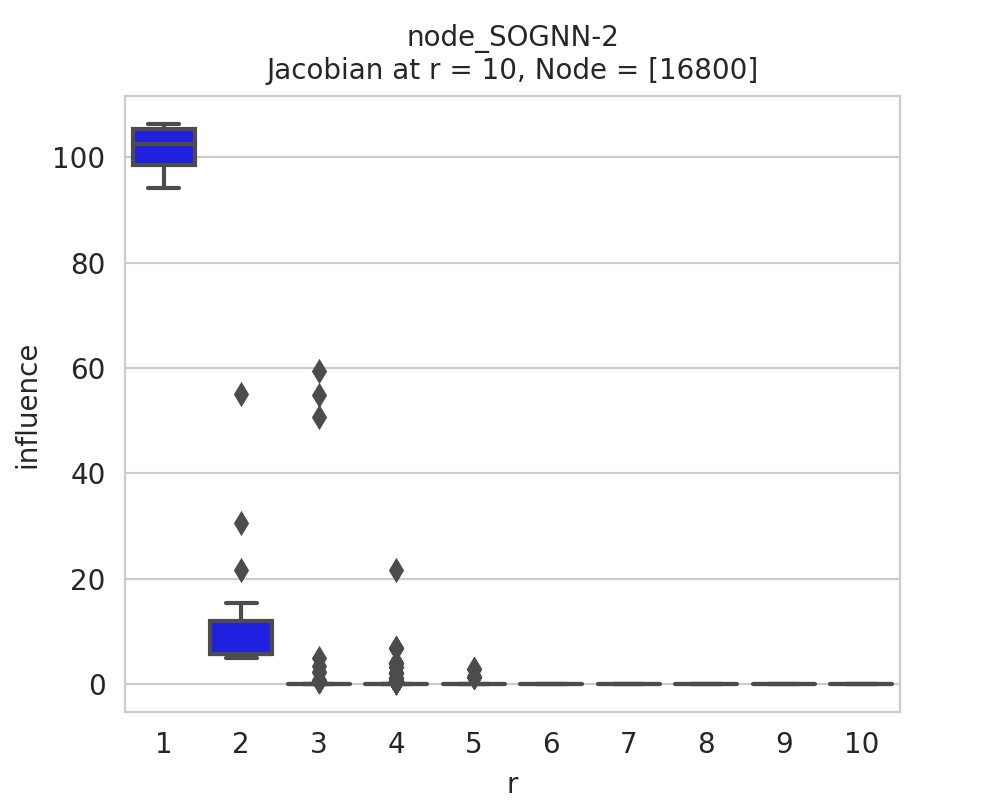 node_SOGNN-2
Jacobian at r = 10, Node = [16800]
influence
100
80
60
40
20
0
1 2 3 4 5 6 7 8 9 10
r